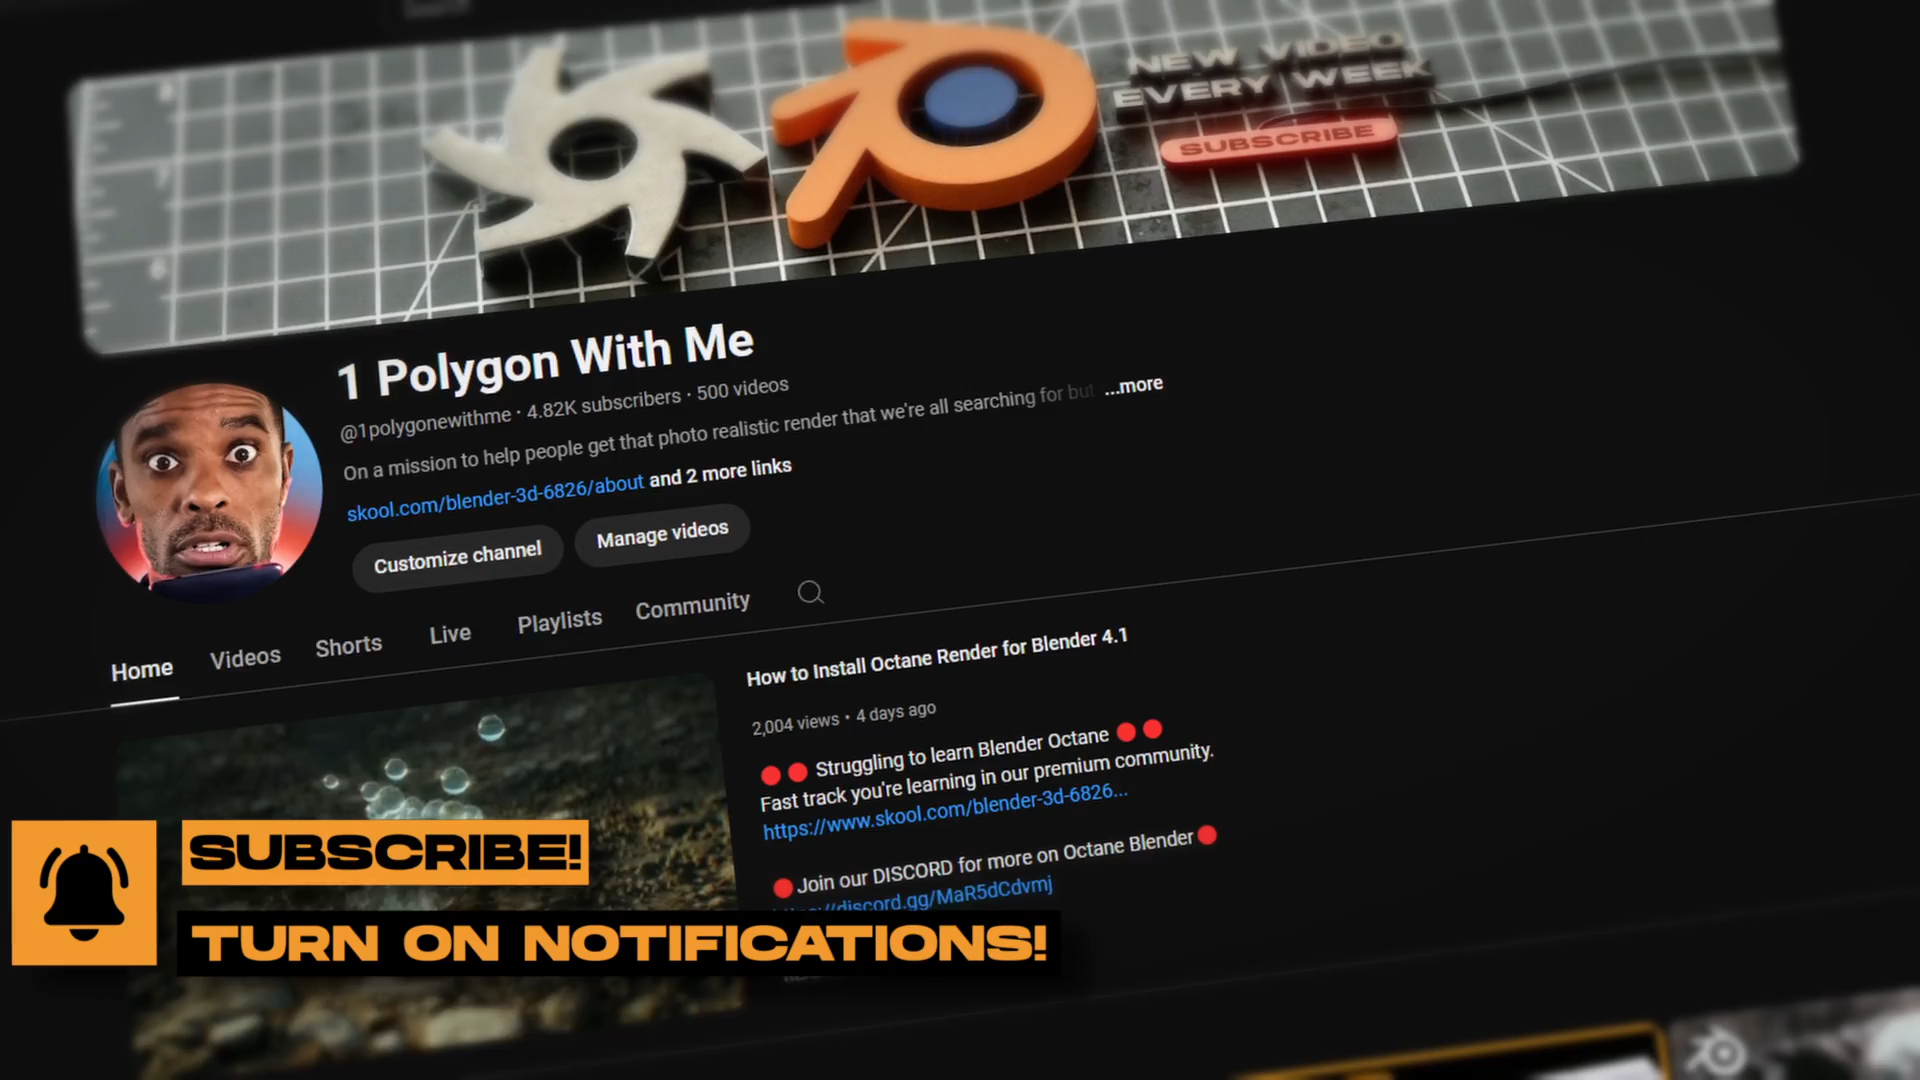 8
7
6
NEW VIDEO
EVERY WEEK
SUBSCRIBE
1 Polygon With Me
@1polygonewithme • 4.82K subscribers • 500 videos
On a mission to help people get that photo realistic render that we're all searching for but ...more
skool.com/blender-3d-6826/about and 2 more links
Customize channel
Manage videos
Home
Videos
Shorts
Live
Playlists
Community
How to Install Octane Render for Blender 4.1
2,004 views • 4 days ago
🔴 🔴 Struggling to learn Blender Octane 🔴 🔴
Fast track you're learning in our premium community.
https://www.skool.com/blender-3d-6826...
🔴Join our DISCORD for more on Octane Blender🔴
https://discord.gg/MaR5dCdvmj
SUBSCRIBE!
TURN ON NOTIFICATIONS!